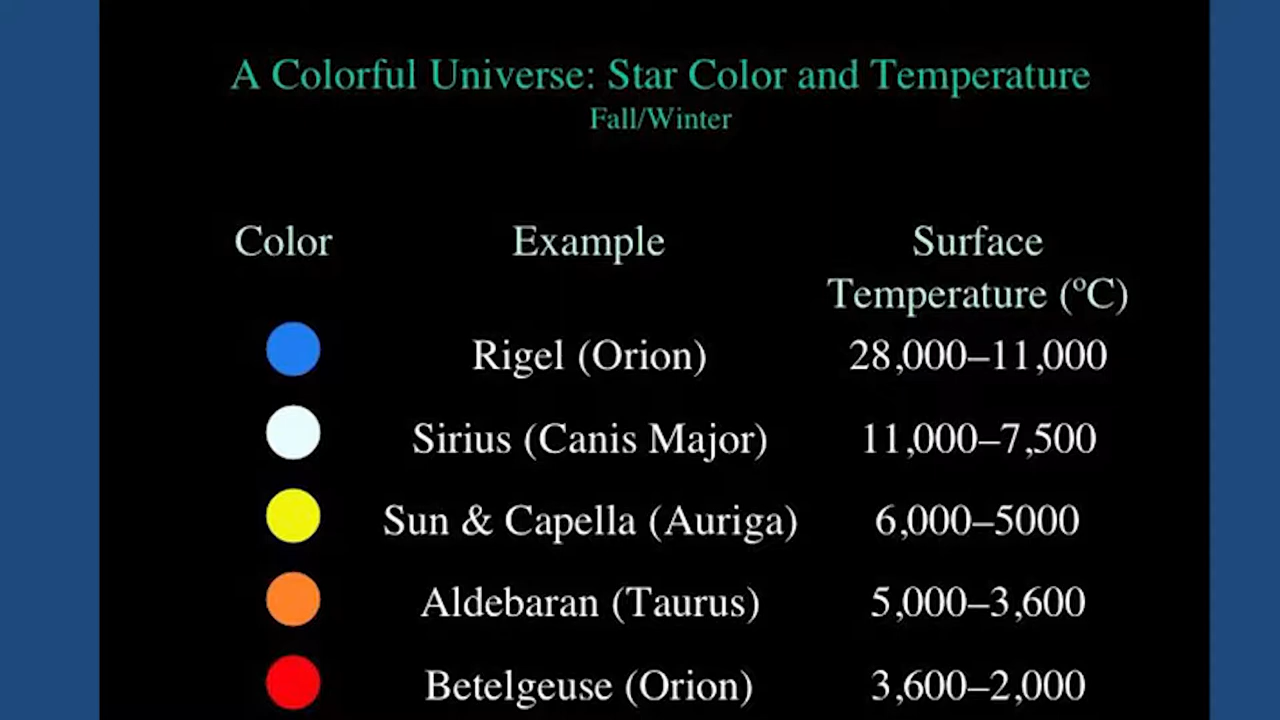 A Colorful Universe: Star Color and Temperature
Fall/Winter
Color Example Surface
Temperature (ºC)
Rigel (Orion) 28,000–11,000
Sirius (Canis Major) 11,000–7,500
Sun & Capella (Auriga) 6,000–5000
Aldebaran (Taurus) 5,000–3,600
Betelgeuse (Orion) 3,600–2,000